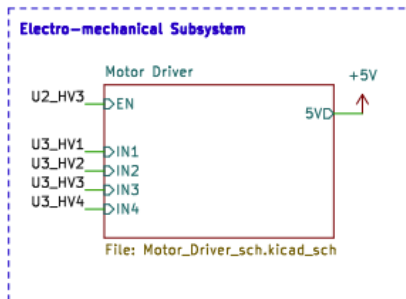 Electro-mechanical Subsystem
Motor Driver
+5V
U2_HV3 EN
5V
U3_HV1 IN1
U3_HV2 IN2
U3_HV3 IN3
U3_HV4 IN4
File: Motor_Driver_sch.kicad_sch